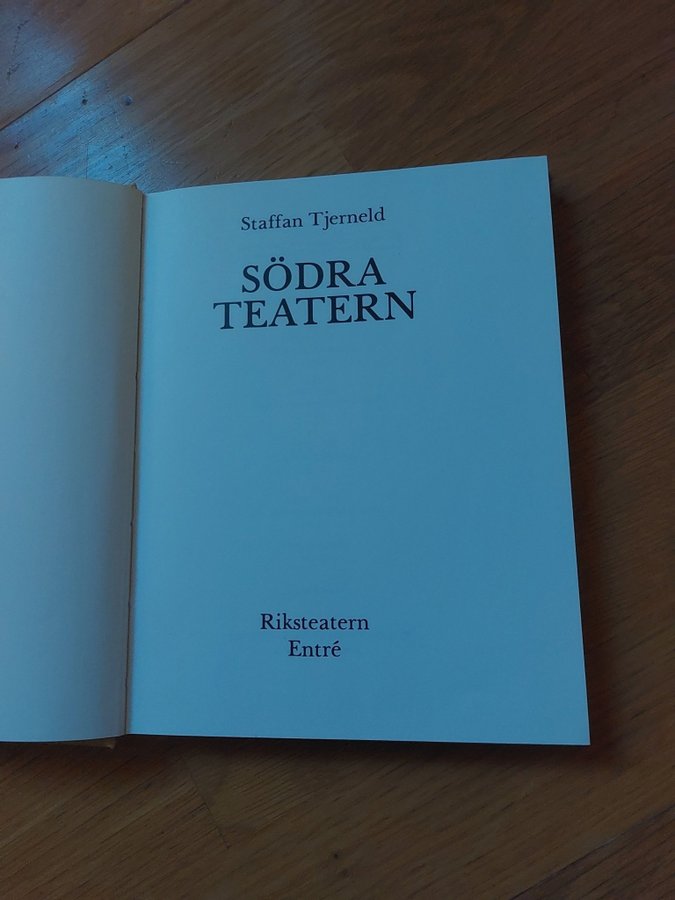 Staffan Tjerneld
SÖDRA
TEATERN
Riksteatern
Entré